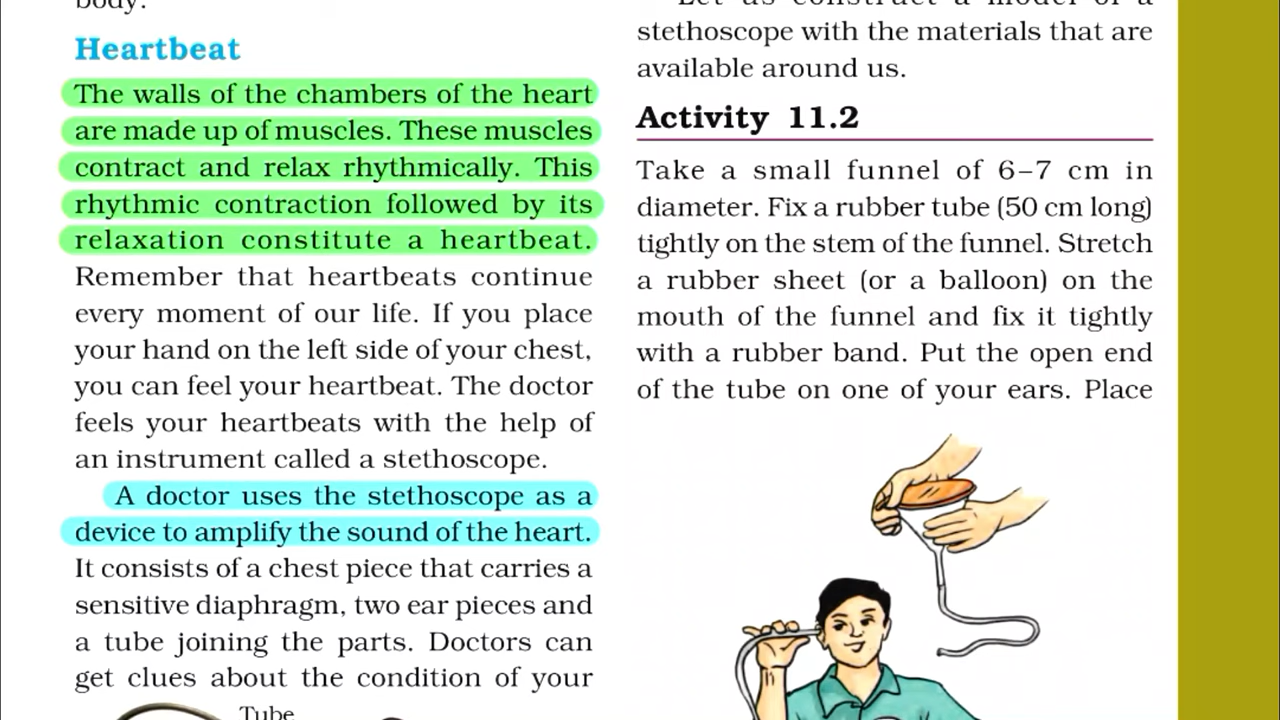 body.
Heartbeat
The walls of the chambers of the heart
are made up of muscles. These muscles
contract and relax rhythmically. This
rhythmic contraction followed by its
relaxation constitute a heartbeat.
Remember that heartbeats continue
every moment of our life. If you place
your hand on the left side of your chest,
you can feel your heartbeat. The doctor
feels your heartbeats with the help of
an instrument called a stethoscope.
A doctor uses the stethoscope as a
device to amplify the sound of the heart.
It consists of a chest piece that carries a
sensitive diaphragm, two ear pieces and
a tube joining the parts. Doctors can
get clues about the condition of your
Tube
Let us construct a model of a
stethoscope with the materials that are
available around us.
Activity 11.2
Take a small funnel of 6–7 cm in
diameter. Fix a rubber tube (50 cm long)
tightly on the stem of the funnel. Stretch
a rubber sheet (or a balloon) on the
mouth of the funnel and fix it tightly
with a rubber band. Put the open end
of the tube on one of your ears. Place